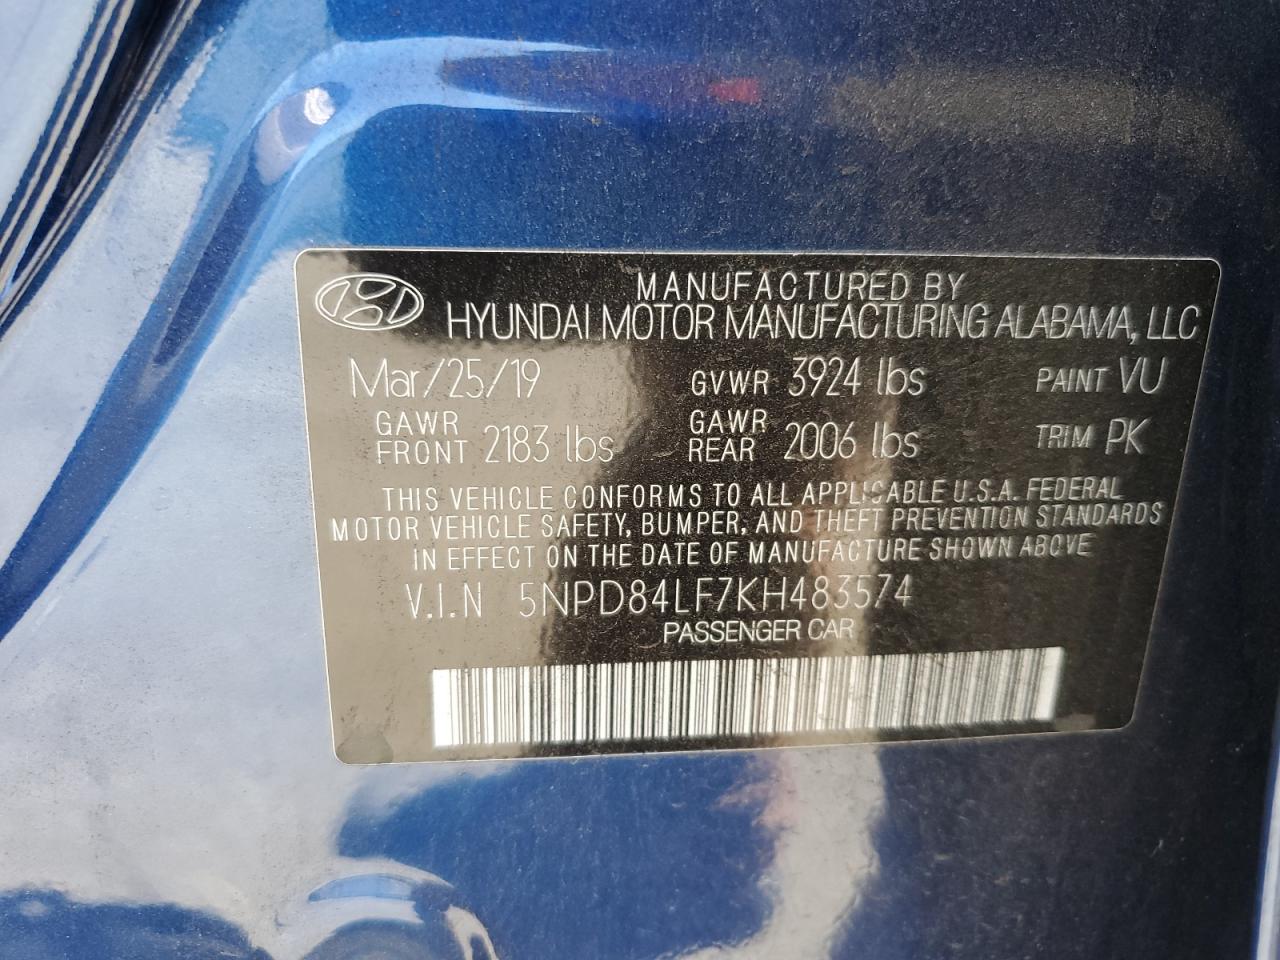 MANUFACTURED BY
HYUNDAI MOTOR MANUFACTURING ALABAMA, LLC
Mar/25/19 GVWR 3924 lbs PAINT VU
GAWR FRONT 2183 lbs GAWR REAR 2006 lbs TRIM PK
THIS VEHICLE CONFORMS TO ALL APPLICABLE U.S.A. FEDERAL
MOTOR VEHICLE SAFETY, BUMPER, AND THEFT PREVENTION STANDARDS
IN EFFECT ON THE DATE OF MANUFACTURE SHOWN ABOVE
V.I.N 5NPD84LF7KH483574
PASSENGER CAR